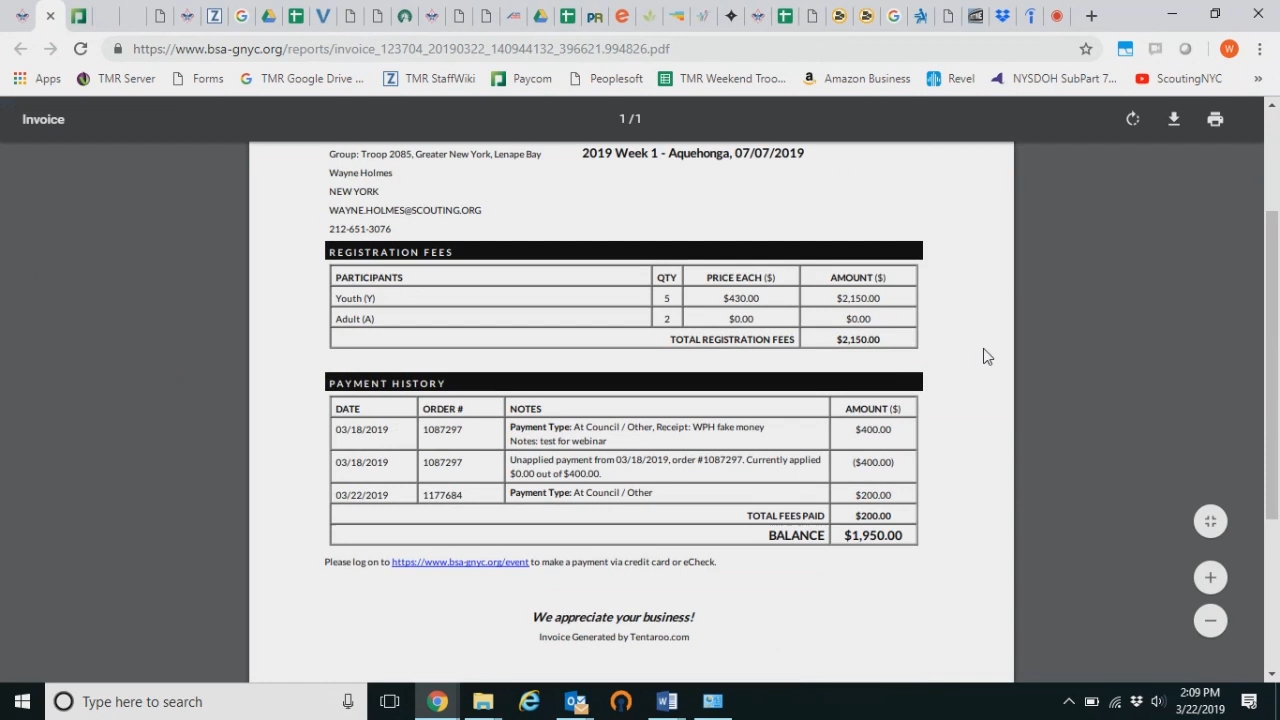 https://www.bsa-gnyc.org/reports/invoice_123704_20190322_140944132_396621.994826.pdf
W
Apps
TMR Server
Forms
TMR Google Drive ...
TMR StaffWiki
Paycom
Peoplesoft
TMR Weekend Troo...
Amazon Business
Revel
NYSDOH SubPart 7...
ScoutingNYC
»
Invoice
1 / 1
Group: Troop 2085, Greater New York, Lenape Bay
2019 Week 1 - Aquehonga, 07/07/2019
Wayne Holmes
NEW YORK
WAYNE.HOLMES@SCOUTING.ORG
212-651-3076
REGISTRATION FEES
PARTICIPANTS QTY PRICE EACH ($) AMOUNT ($)
Youth (Y) 5 $430.00 $2,150.00
Adult (A) 2 $0.00 $0.00
TOTAL REGISTRATION FEES $2,150.00
PAYMENT HISTORY
DATE ORDER # NOTES AMOUNT ($)
03/18/2019 1087297 Payment Type: At Council / Other, Receipt: WPH fake money $400.00
Notes: test for webinar
03/18/2019 1087297 Unapplied payment from 03/18/2019, order #1087297. Currently applied ($400.00)
$0.00 out of $400.00.
03/22/2019 1177684 Payment Type: At Council / Other $200.00
TOTAL FEES PAID $200.00
BALANCE $1,950.00
Please log on to https://www.bsa-gnyc.org/event to make a payment via credit card or eCheck.
We appreciate your business!
Invoice Generated by Tentaroo.com
Type here to search
2:09 PM
3/22/2019